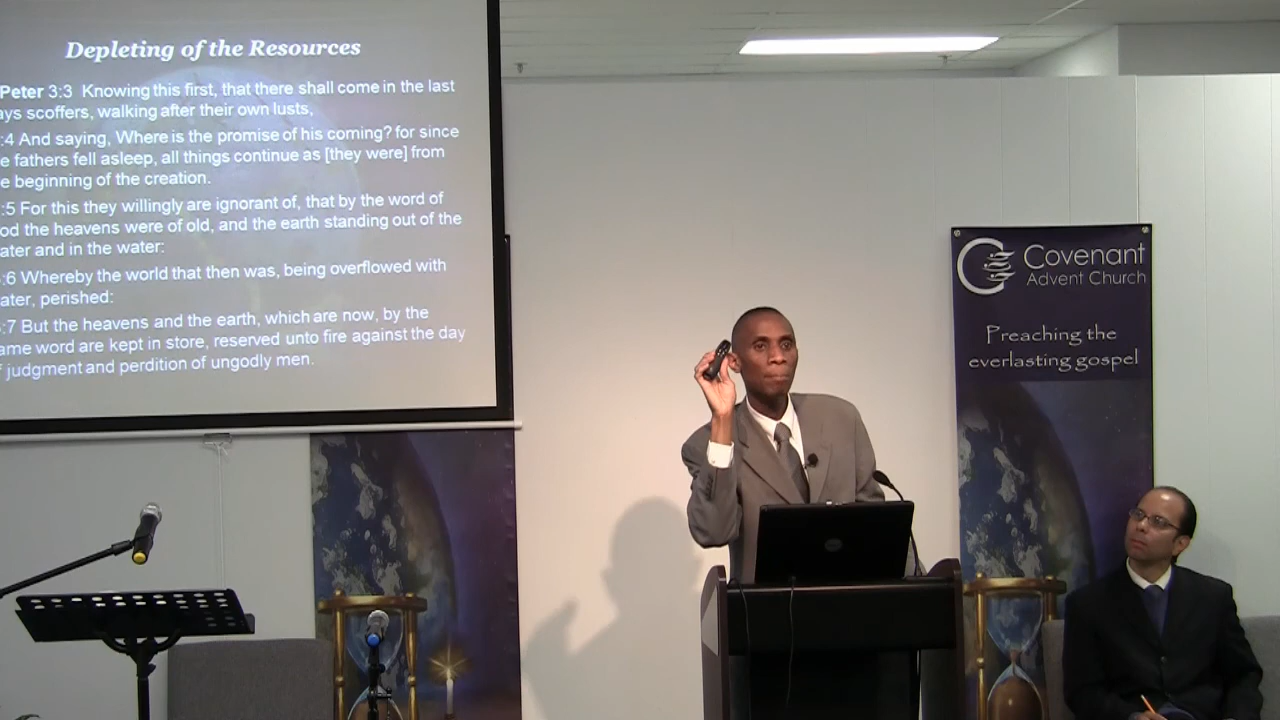 Depleting of the Resources
Peter 3:3 Knowing this first, that there shall come in the last
ays scoffers, walking after their own lusts,
:4 And saying, Where is the promise of his coming? for since
e fathers fell asleep, all things continue as [they were] from
e beginning of the creation.
:5 For this they willingly are ignorant of, that by the word of
od the heavens were of old, and the earth standing out of the
ater and in the water:
:6 Whereby the world that then was, being overflowed with
ater, perished:
:7 But the heavens and the earth, which are now, by the
ame word are kept in store, reserved unto fire against the day
f judgment and perdition of ungodly men.
Covenant
Advent Church
Preaching the
everlasting gospel